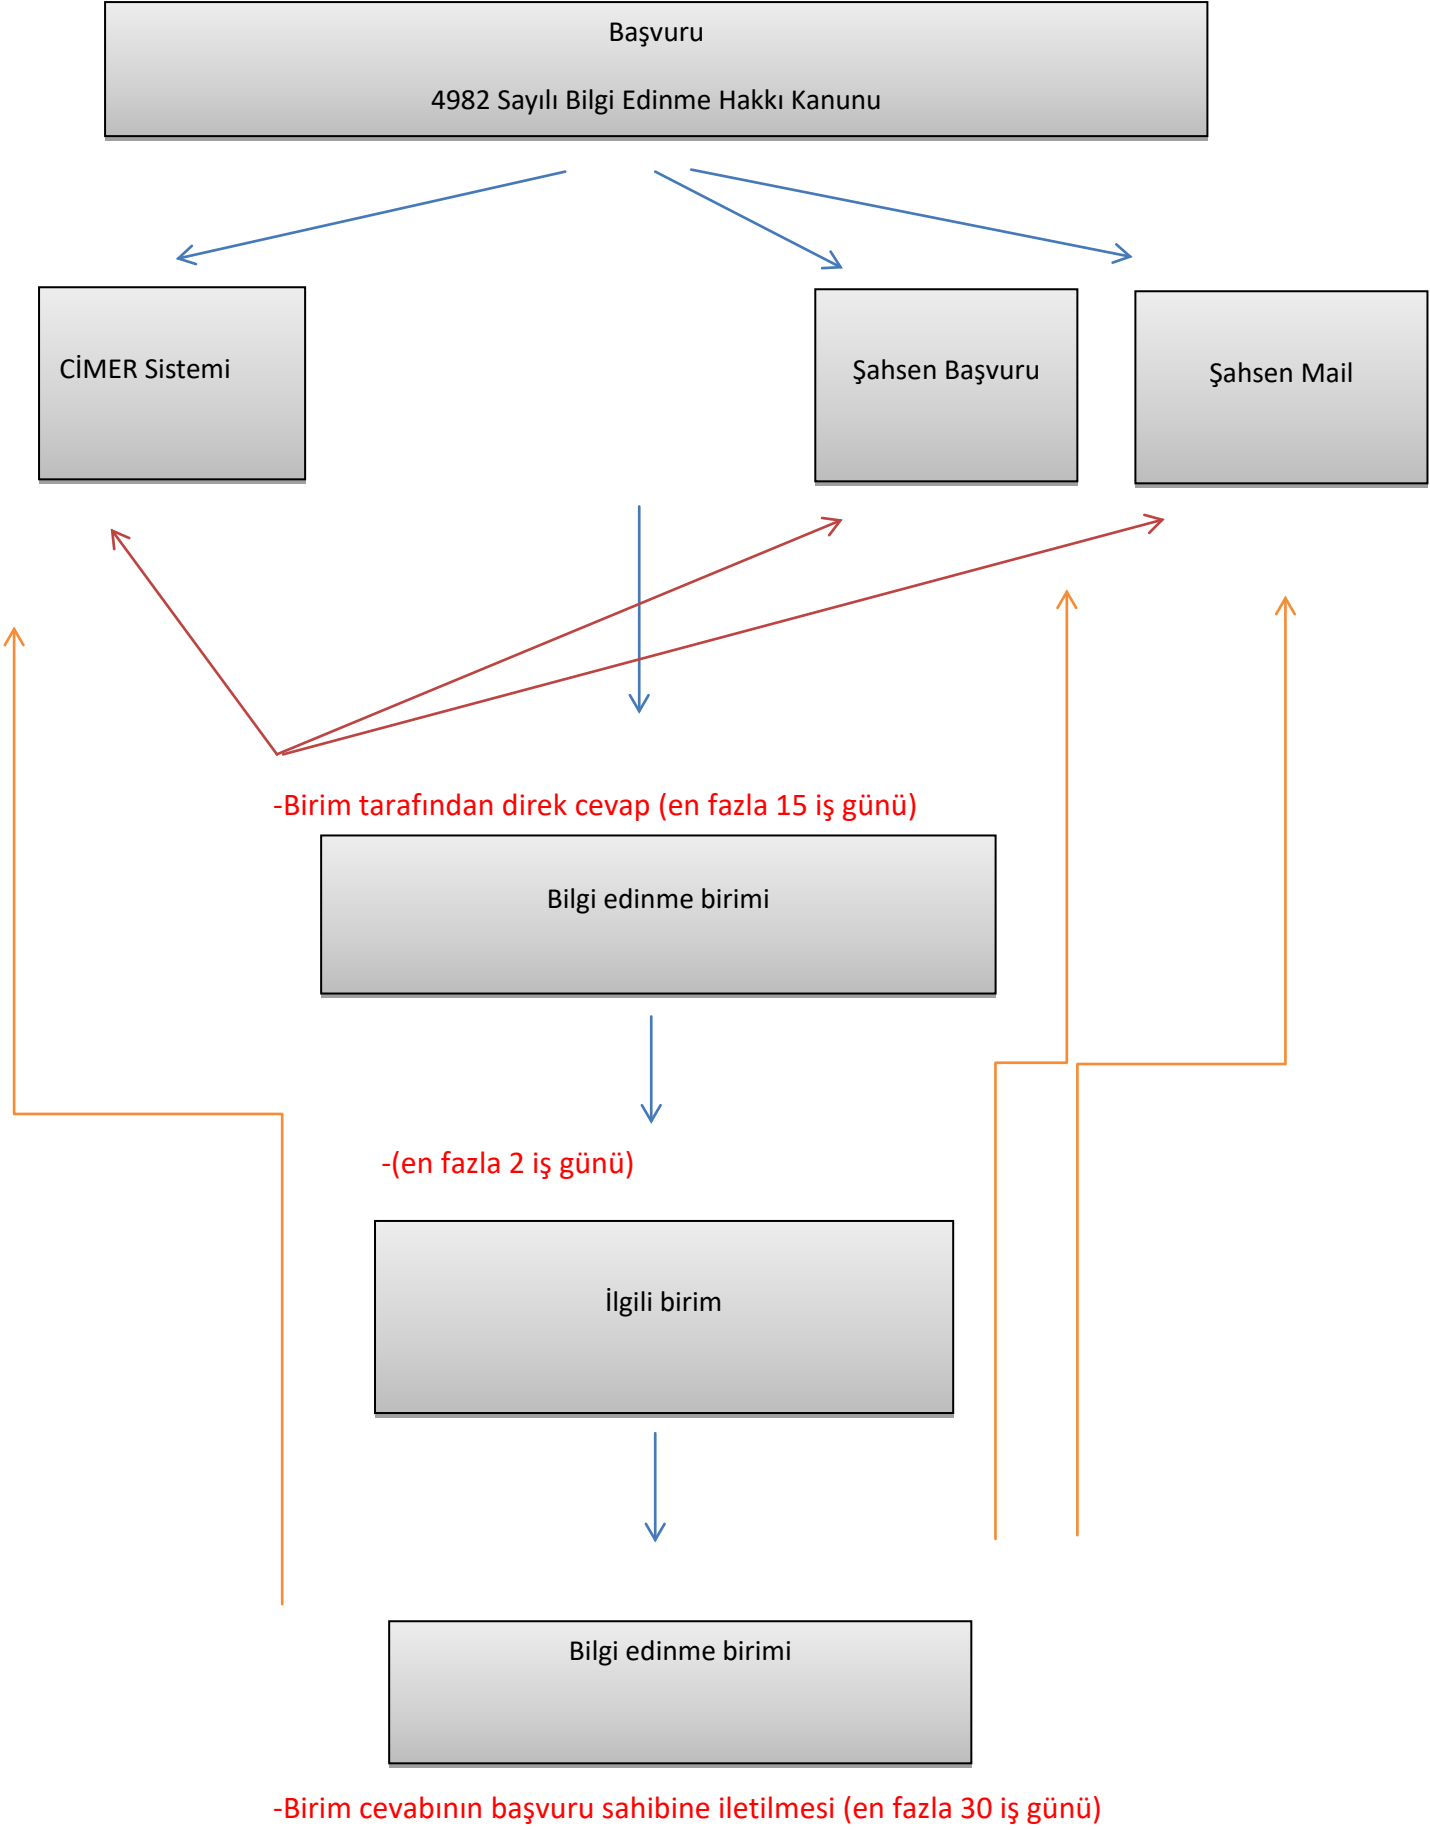 Başvuru
4982 Sayılı Bilgi Edinme Hakkı Kanunu
CİMER Sistemi
Şahsen Başvuru
Şahsen Mail
-Birim tarafından direk cevap (en fazla 15 iş günü)
Bilgi edinme birimi
-(en fazla 2 iş günü)
İlgili birim
Bilgi edinme birimi
-Birim cevabının başvuru sahibine iletilmesi (en fazla 30 iş günü)